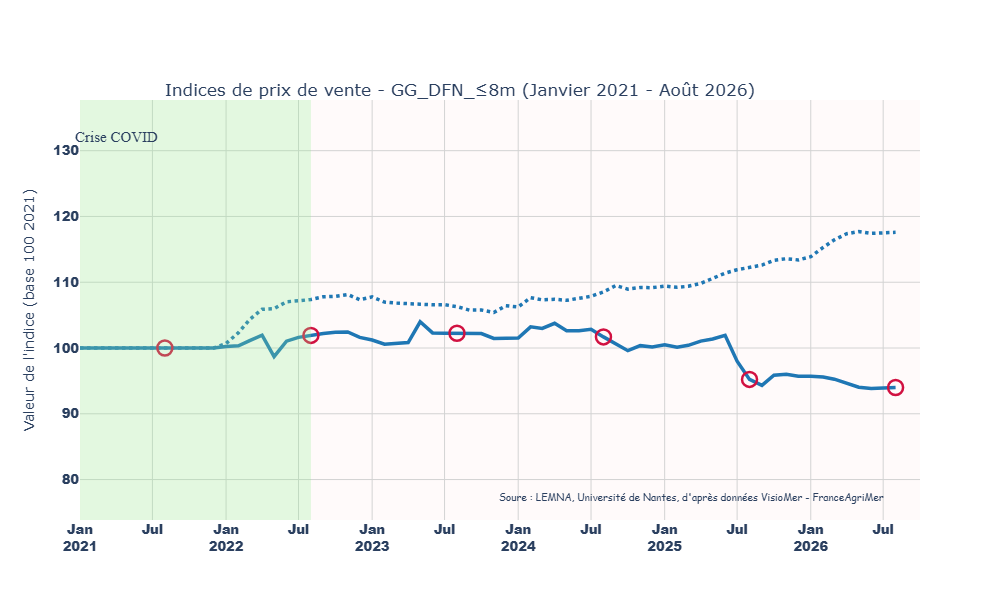 Indices de prix de vente - GG_DFN_≤8m (Janvier 2021 - Août 2026)
Crise COVID
Valeur de l'indice (base 100 2021)
130
120
110
100
90
80
Soure : LEMNA, Université de Nantes, d'après données VisioMer - FranceAgriMer
Jan Jul Jan Jul Jan Jul Jan Jul Jan Jul Jan Jul
2021 2022 2023 2024 2025 2026